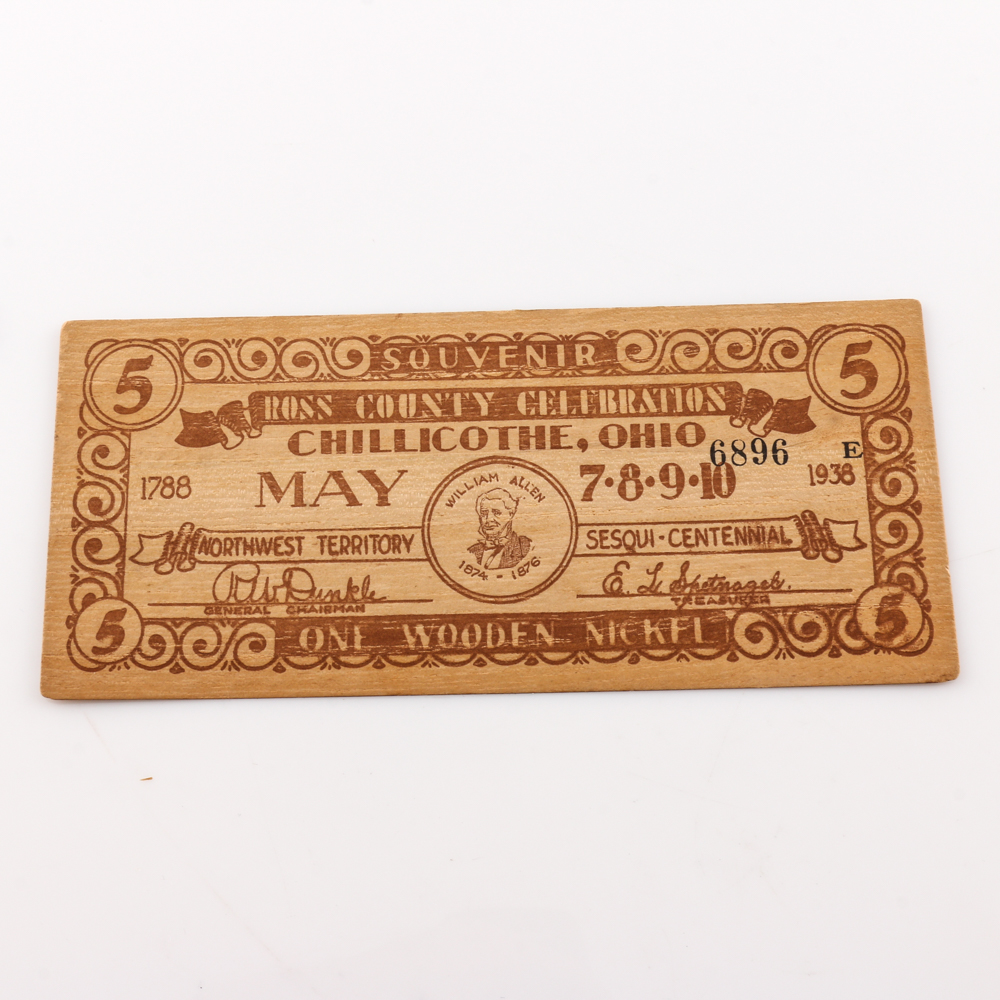 5 SOUVENIR 5
ROSS COUNTY CELEBRATION
CHILLICOTHE, OHIO
6896 E
1788 MAY 7·8·9·10 1938
WILLIAM ALLEN
1874 - 1876
NORTHWEST TERRITORY SESQUI-CENTENNIAL
Dunkle E. L.
GENERAL CHAIRMAN TREASURER
5 ONE WOODEN NICKEL 5